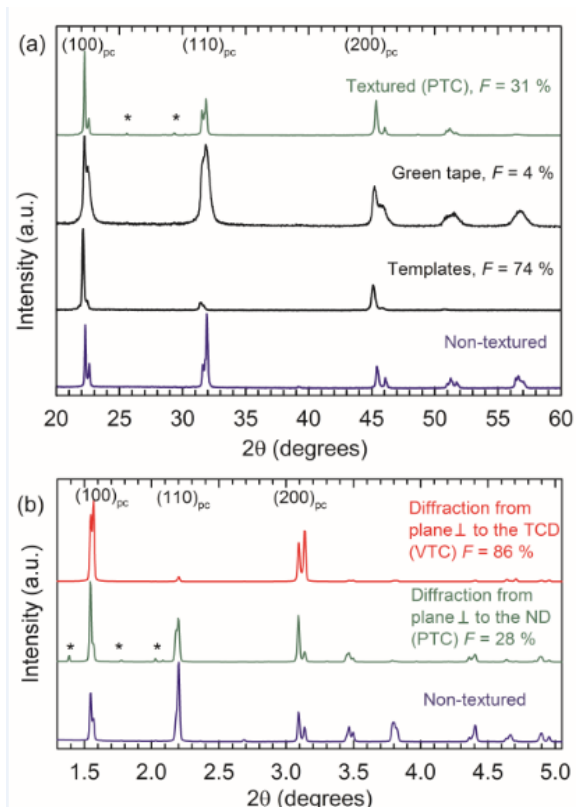 (a)
(100)pc
(110)pc
(200)pc
Textured (PTC), F = 31 %
*
*
Green tape, F = 4 %
Templates, F = 74 %
Non-textured
Intensity (a.u.)
20 25 30 35 40 45 50 55 60
2θ (degrees)
(b)
(100)pc
(110)pc
(200)pc
Diffraction from
plane ⊥ to the TCD
(VTC) F = 86 %
Diffraction from
plane ⊥ to the ND
(PTC) F = 28 %
*
*
*
Non-textured
Intensity (a.u.)
1.5 2.0 2.5 3.0 3.5 4.0 4.5 5.0
2θ (degrees)